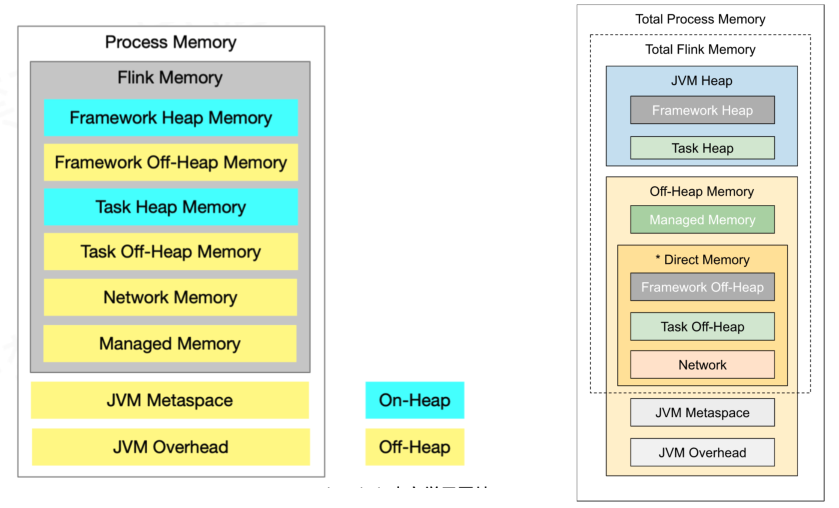 Process Memory
Flink Memory
Framework Heap Memory
Framework Off-Heap Memory
Task Heap Memory
Task Off-Heap Memory
Network Memory
Managed Memory
JVM Metaspace
JVM Overhead
On-Heap
Off-Heap
Total Process Memory
Total Flink Memory
JVM Heap
Framework Heap
Task Heap
Off-Heap Memory
Managed Memory
* Direct Memory
Framework Off-Heap
Task Off-Heap
Network
JVM Metaspace
JVM Overhead